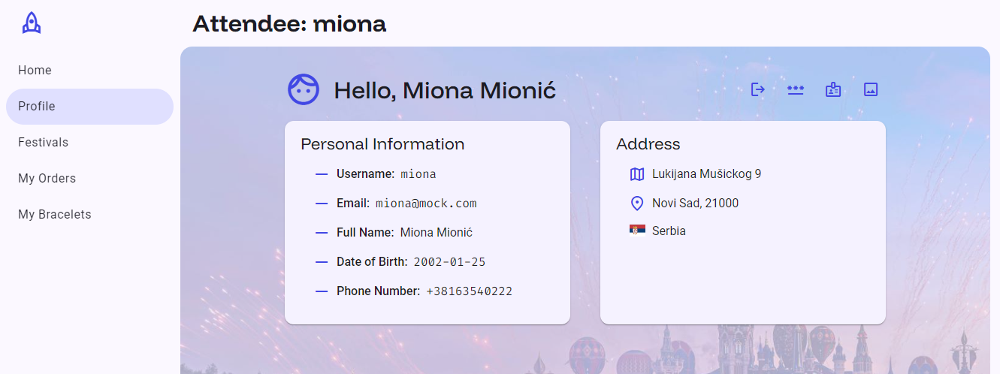 Attendee: miona
Home
Profile
Festivals
My Orders
My Bracelets
Hello, Miona Mionić
***
Personal Information
Username: miona
Email: miona@mock.com
Full Name: Miona Mionić
Date of Birth: 2002-01-25
Phone Number: +38163540222
Address
Lukijana Mušickog 9
Novi Sad, 21000
Serbia